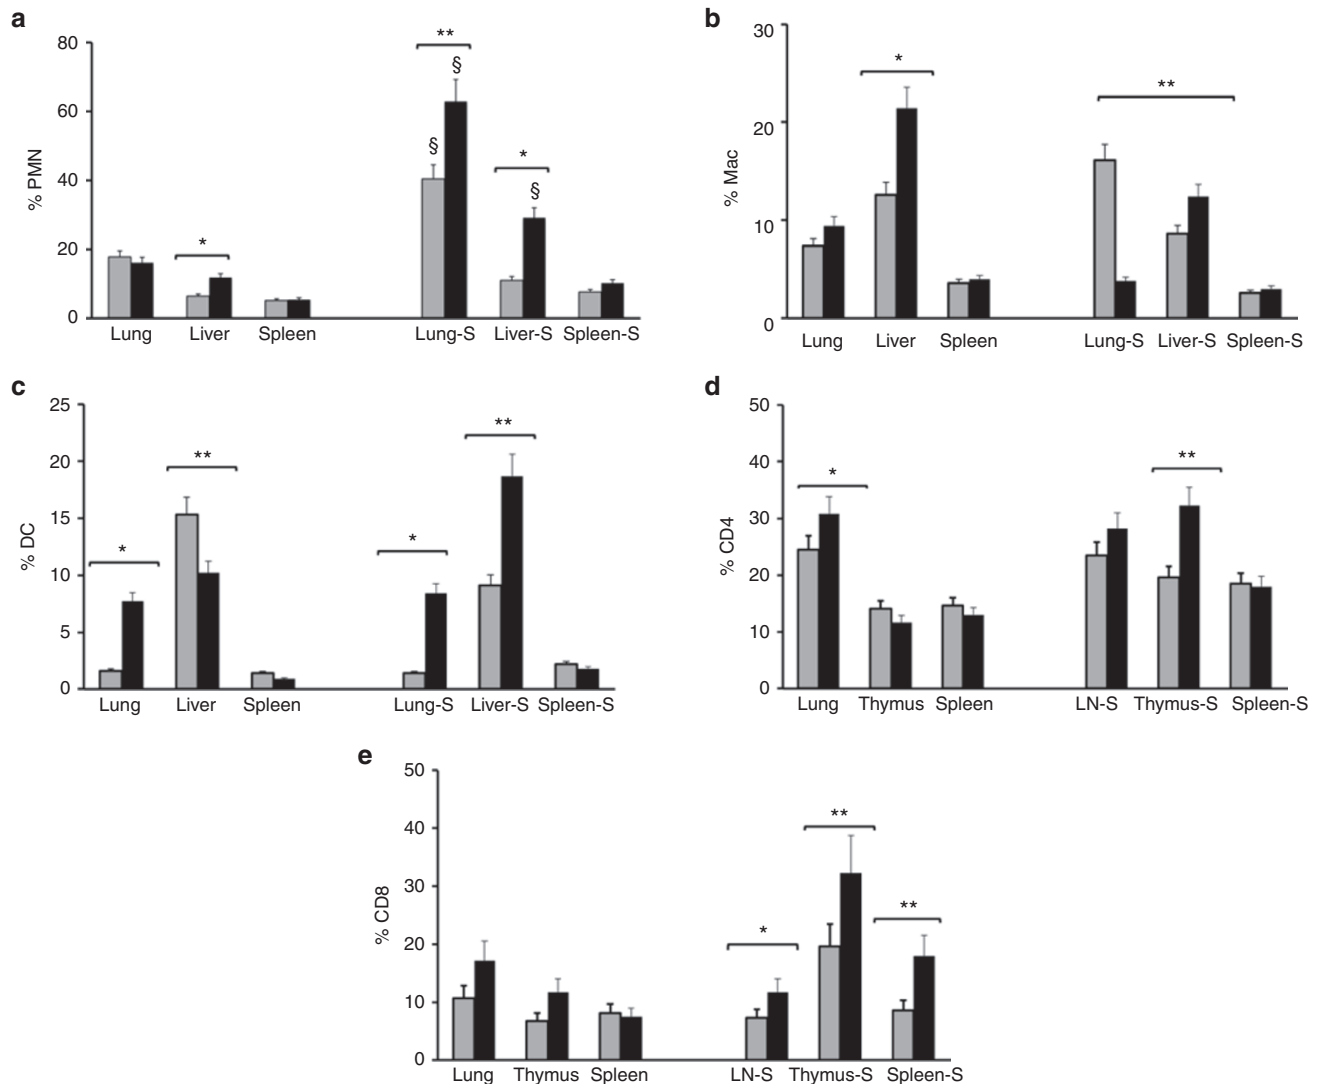 a
% PMN
80
60
40
20
0
*
**
§
§
*
§
Lung Liver Spleen Lung-S Liver-S Spleen-S
b
% Mac
30
20
10
0
*
**
Lung Liver Spleen Lung-S Liver-S Spleen-S
c
% DC
25
20
15
10
5
0
*
**
*
**
Lung Liver Spleen Lung-S Liver-S Spleen-S
d
% CD4
50
40
30
20
10
0
*
**
Lung Thymus Spleen LN-S Thymus-S Spleen-S
e
% CD8
50
40
30
20
10
0
*
**
**
Lung Thymus Spleen LN-S Thymus-S Spleen-S